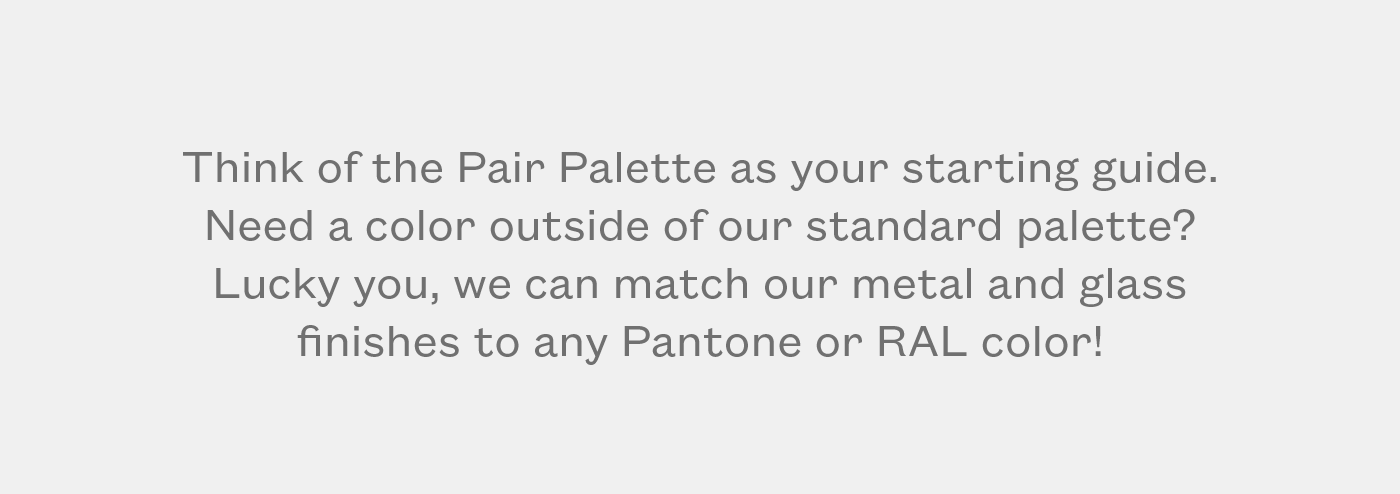 Think of the Pair Palette as your starting guide.
Need a color outside of our standard palette?
Lucky you, we can match our metal and glass
finishes to any Pantone or RAL color!